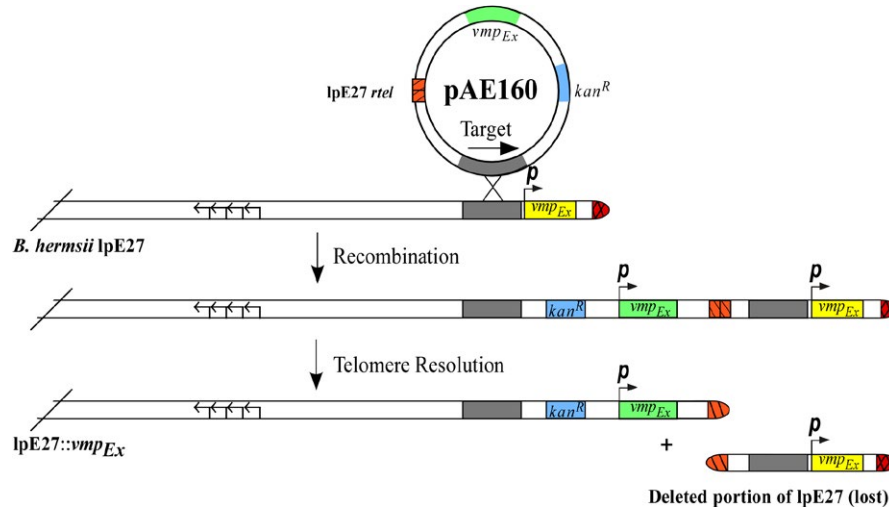 vmpEx
lpE27 rtel
pAE160
kanR
Target
p
vmpEx
B. hermsii lpE27
Recombination
p
p
kanR
vmpEx
vmpEx
Telomere Resolution
p
kanR
vmpEx
lpE27::vmpEx
+
p
vmpEx
Deleted portion of lpE27 (lost)